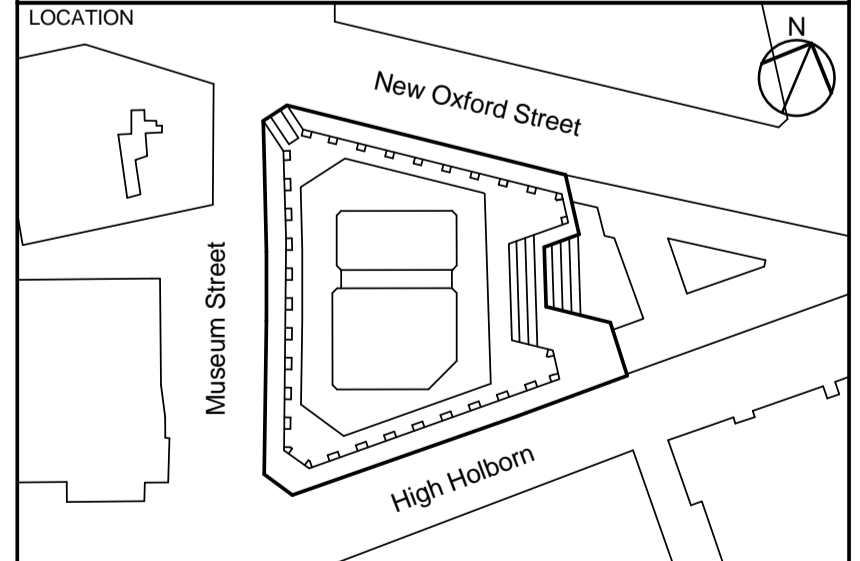 LOCATION
N
New Oxford Street
Museum Street
High Holborn